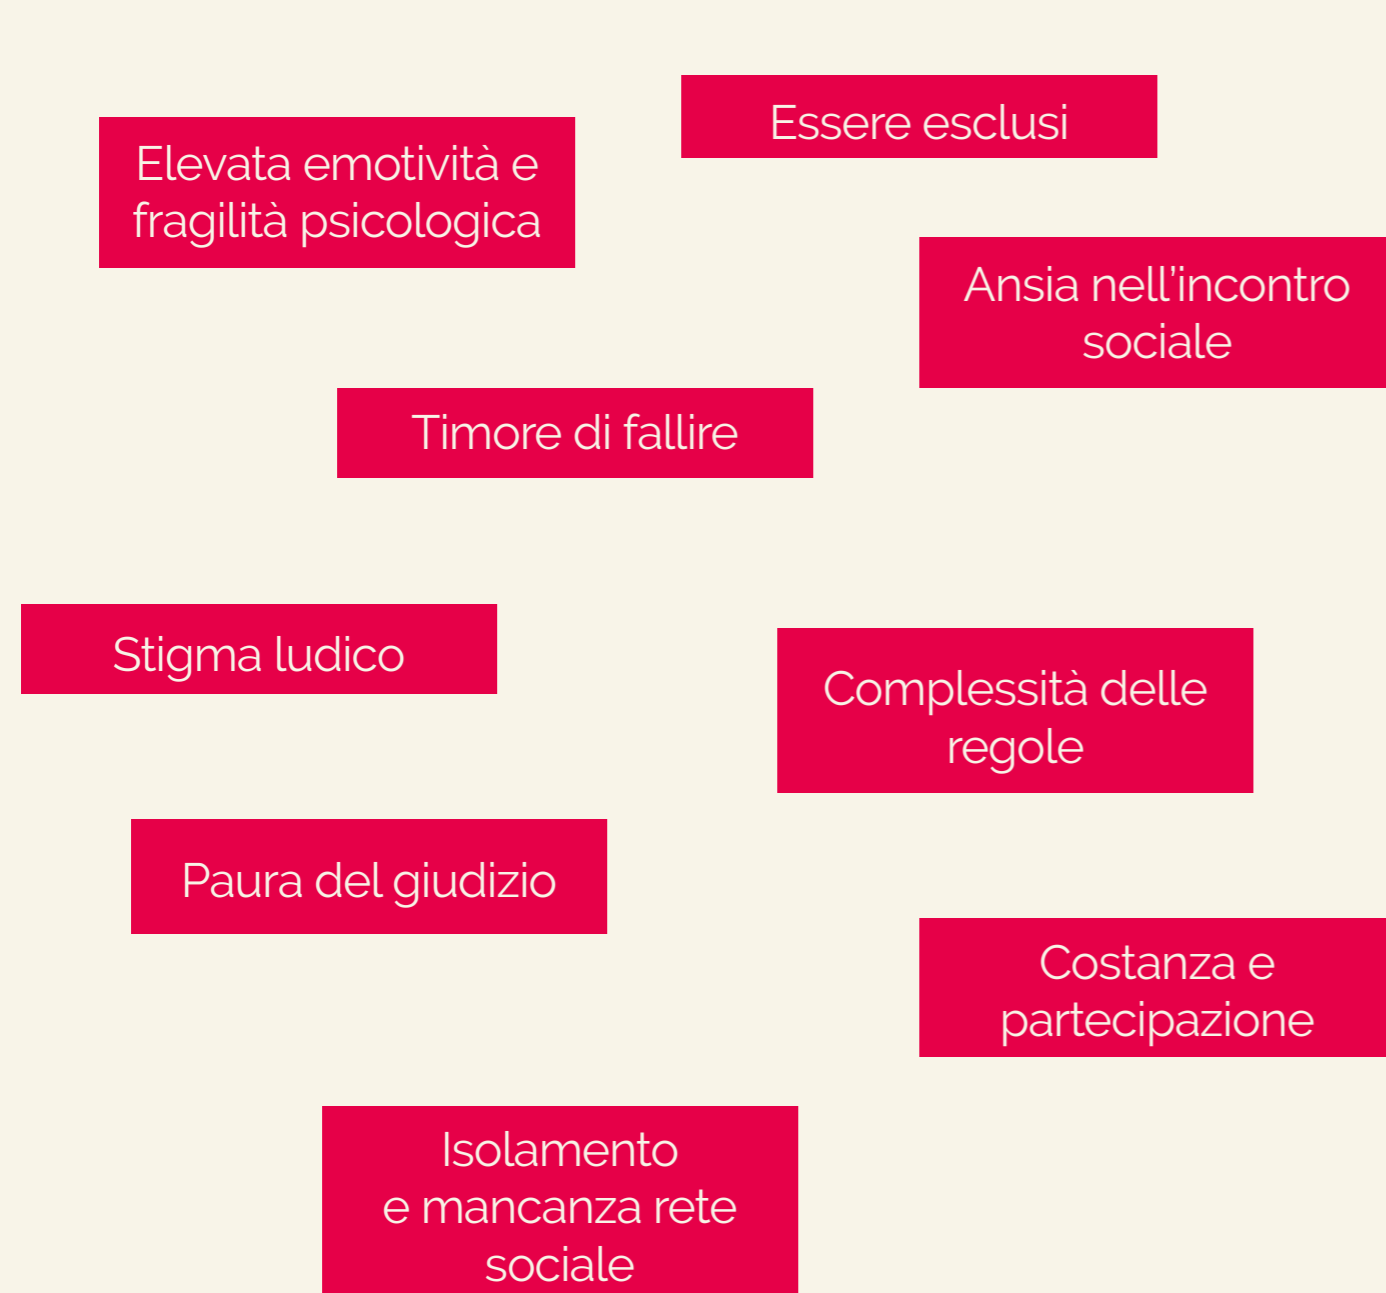 Essere esclusi
Elevata emotività e
fragilità psicologica
Ansia nell'incontro
sociale
Timore di fallire
Stigma ludico
Complessità delle
regole
Paura del giudizio
Costanza e
partecipazione
Isolamento
e mancanza rete
sociale